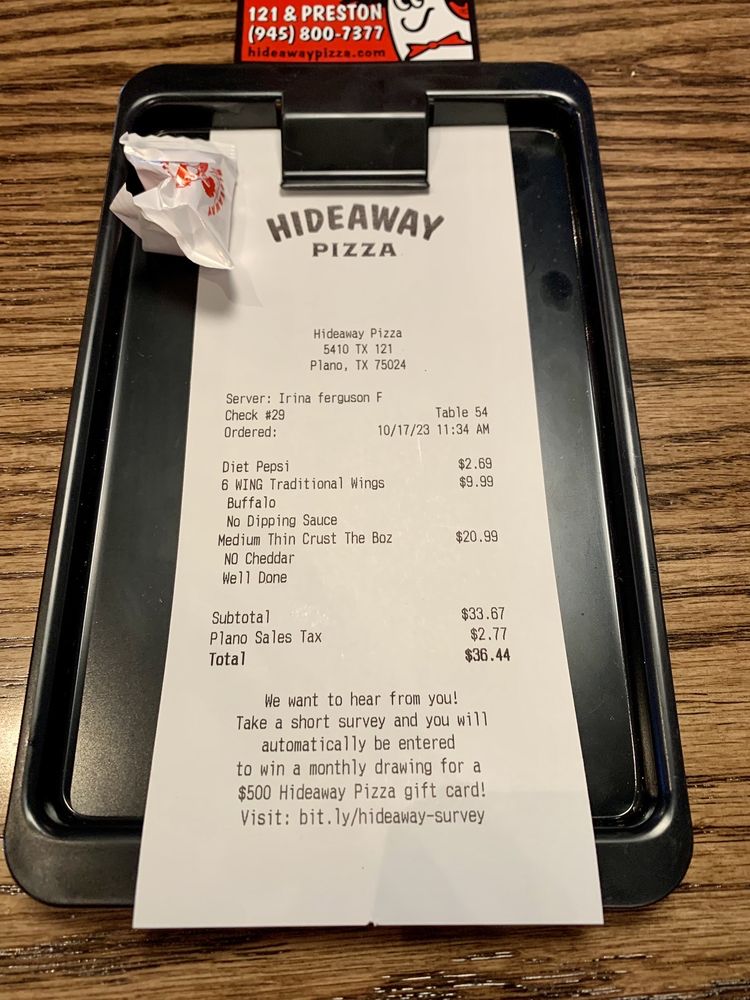 121 & PRESTON
(945) 800-7377
hideawaypizza.com
HIDEAWAY
PIZZA
Hideaway Pizza
5410 TX 121
Plano, TX 75024
Server: Irina ferguson F
Check #29 Table 54
Ordered: 10/17/23 11:34 AM
Diet Pepsi $2.69
6 WING Traditional Wings $9.99
Buffalo
No Dipping Sauce
Medium Thin Crust The Boz $20.99
NO Cheddar
Well Done
Subtotal $33.67
Plano Sales Tax $2.77
Total $36.44
We want to hear from you!
Take a short survey and you will
automatically be entered
to win a monthly drawing for a
$500 Hideaway Pizza gift card!
Visit: bit.ly/hideaway-survey